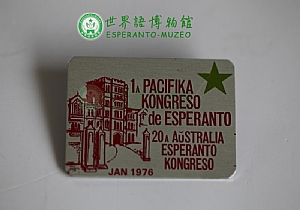 世界語博物館
ESPERANTO-MUZEO
1A PACIFIKA
KONGRESO
de ESPERANTO
20A AŬSTRALIA
ESPERANTO
KONGRESO
JAN 1976